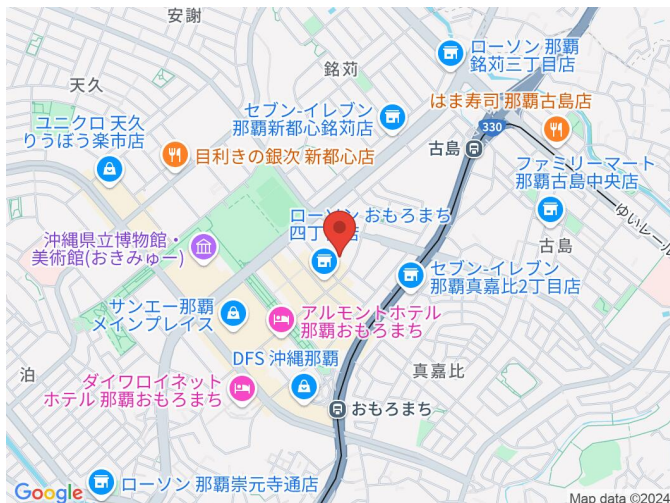 安謝
ローソン 那覇
銘苅三丁目店
天久
銘苅
はま寿司 那覇古島店
セブン-イレブン
那覇新都心銘苅店
ユニクロ 天久
りうぼう楽市店
330
古島
目利きの銀次 新都心店
ファミリーマート
那覇古島中央店
ゆいレール
ローソン おもろまち
四丁目店
沖縄県立博物館・
美術館(おきみゅー)
古島
セブン-イレブン
那覇真嘉比2丁目店
サンエー那覇
メインプレイス
アルモントホテル
那覇おもろまち
DFS 沖縄那覇
泊
真嘉比
ダイワロイネット
ホテル 那覇おもろまち
おもろまち
ローソン 那覇崇元寺通店
Google
Map data ©2024